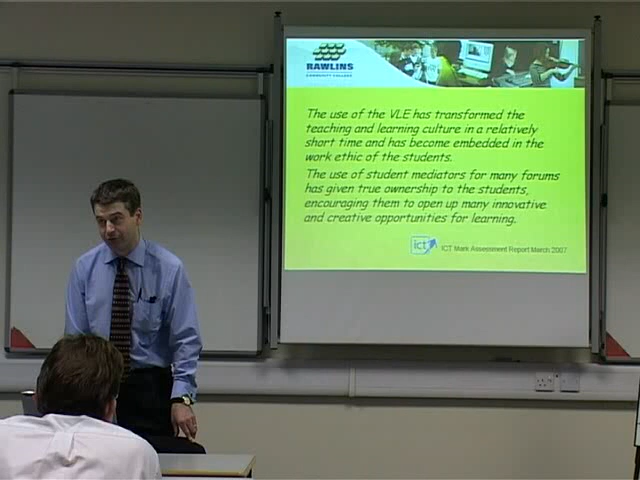 RAWLINS
COMMUNITY COLLEGE
The use of the VLE has transformed the
teaching and learning culture in a relatively
short time and has become embedded in the
work ethic of the students.
The use of student mediators for many forums
has given true ownership to the students,
encouraging them to open up many innovative
and creative opportunities for learning.
ict
ICT Mark Assessment Report March 2007